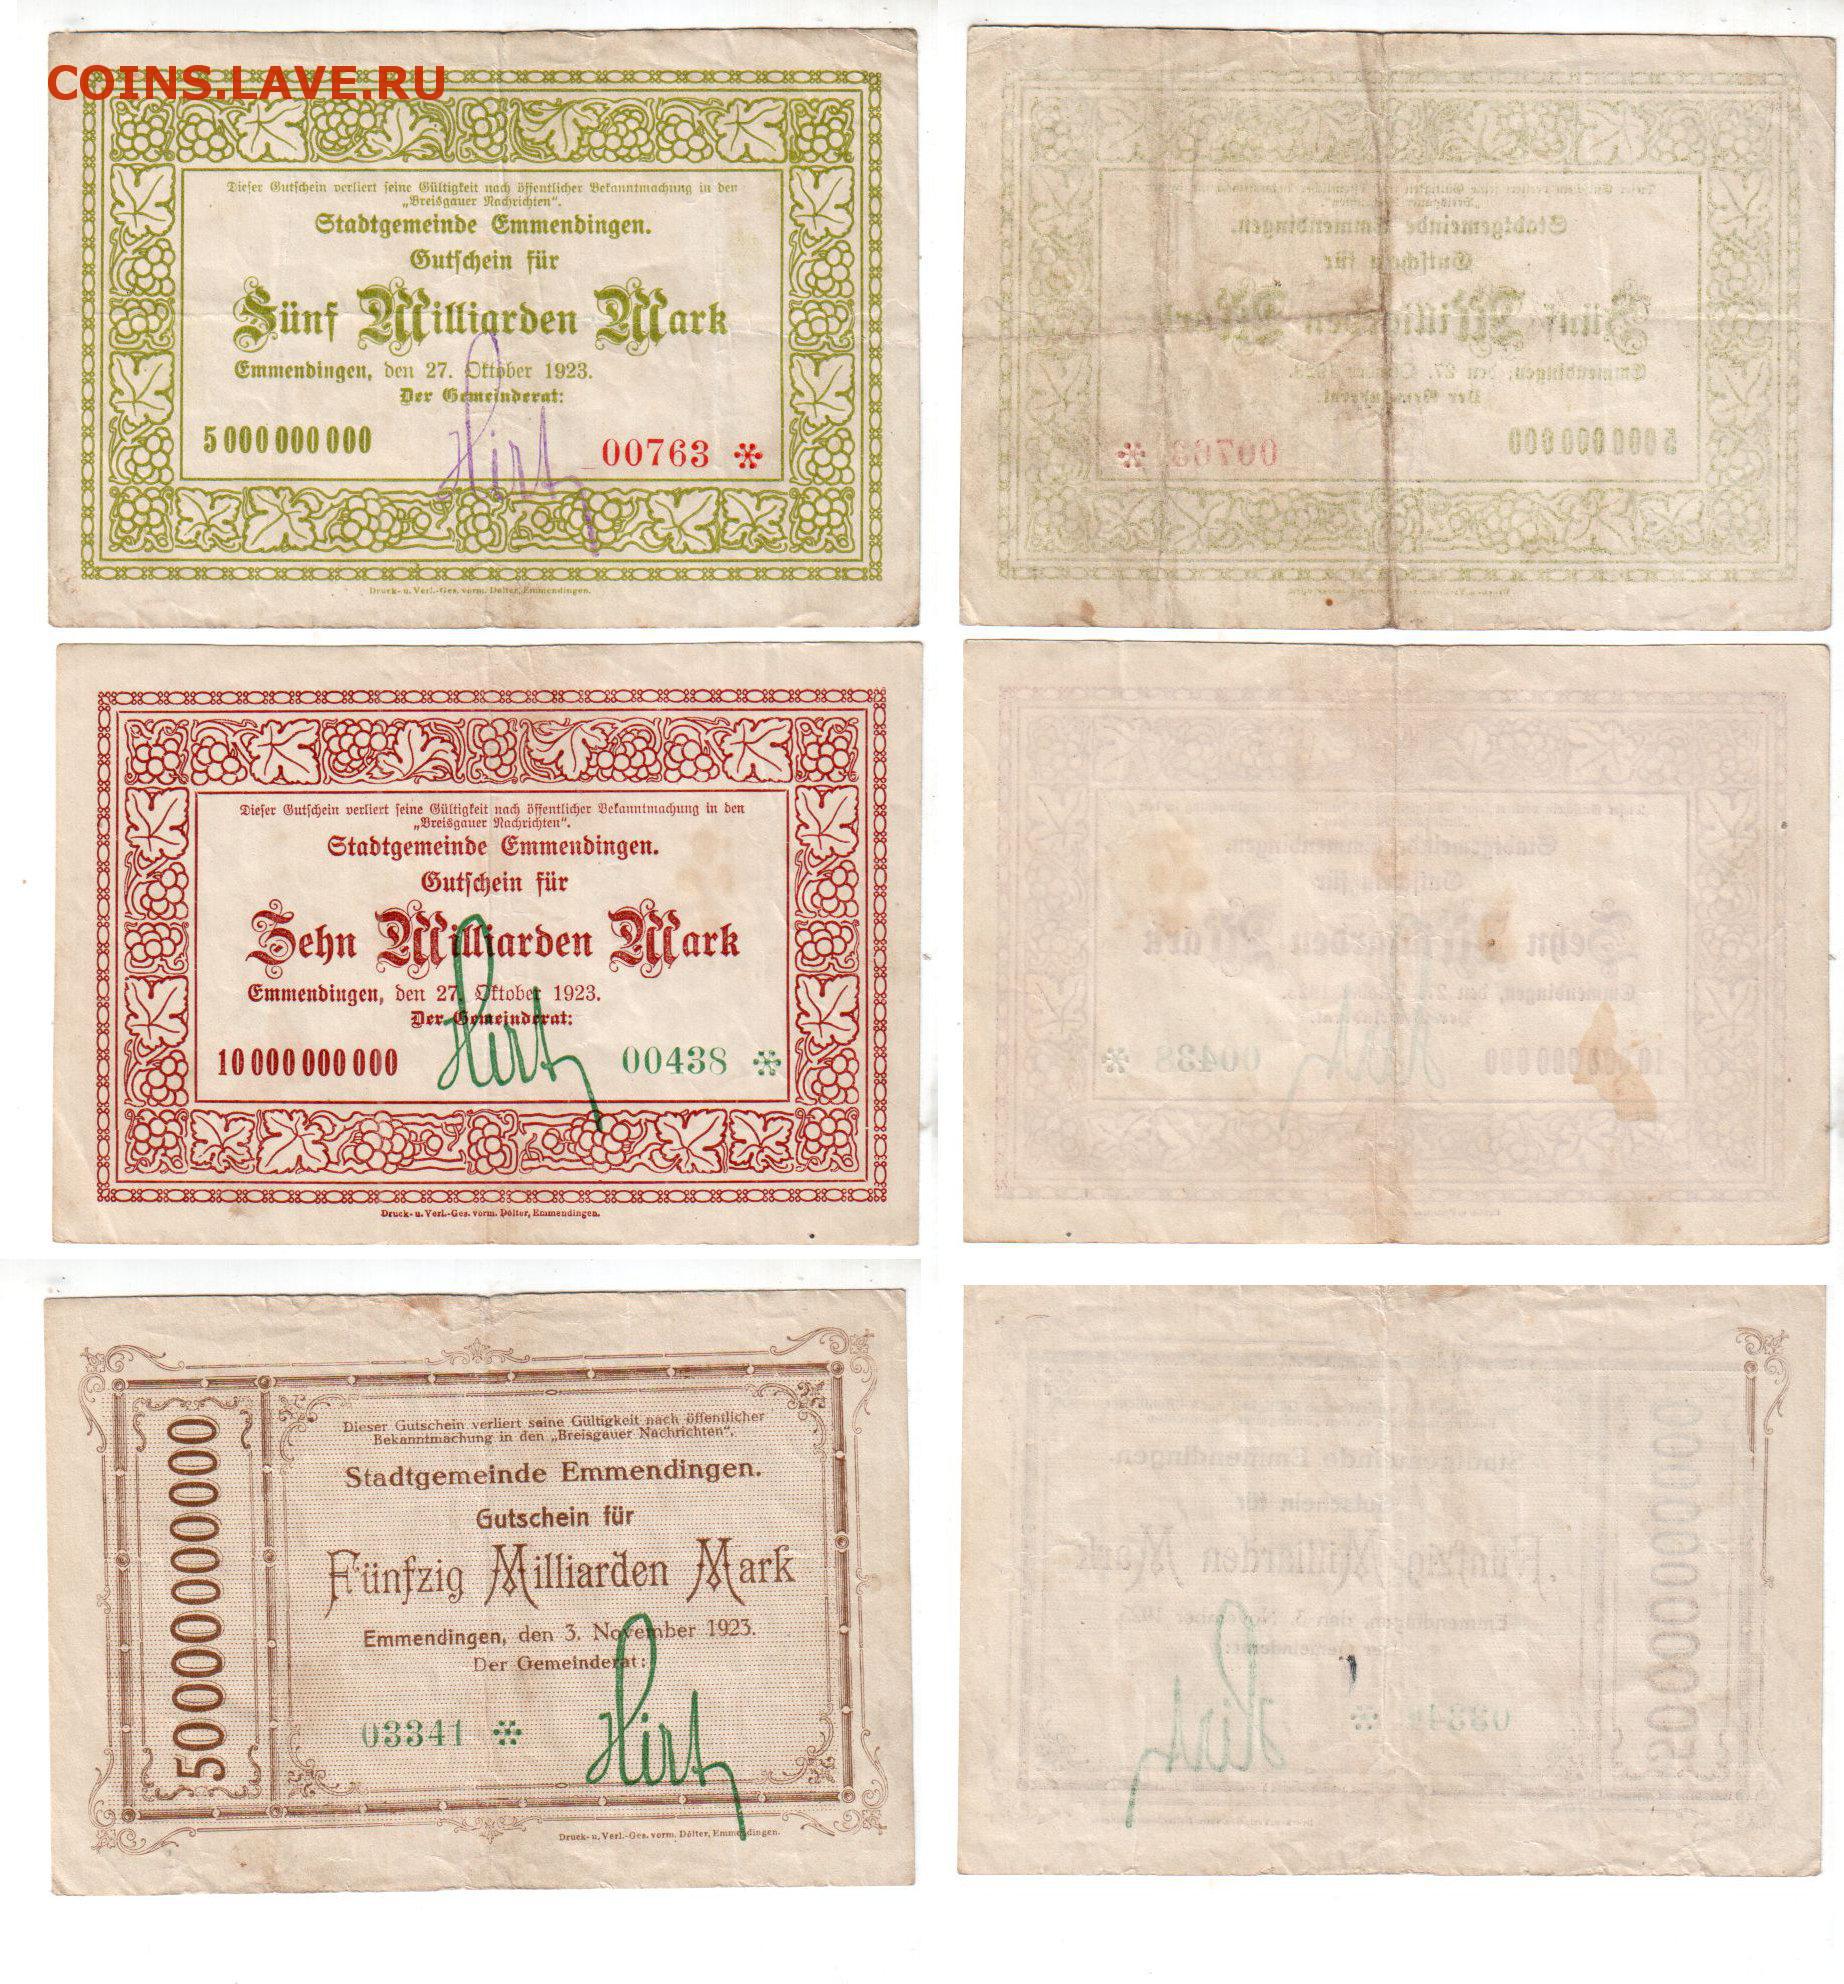 COINS.LAVE.RU
Dieser Gutschein verliert seine Gültigkeit nach öffentlicher Bekanntmachung in den
„Breisgauer Nachrichten“.
Stadtgemeinde Emmendingen.
Gutschein für
Fünf Milliarden Mark
Emmendingen, den 27. Oktober 1923.
Der Gemeinderat:
5 000 000 000
Hirt
00763
Druck- u. Verl.-Ges. vorm. Dölter, Emmendingen.
Dieser Gutschein verliert seine Gültigkeit nach öffentlicher Bekanntmachung in den
„Breisgauer Nachrichten“.
Stadtgemeinde Emmendingen.
Gutschein für
Zehn Milliarden Mark
Emmendingen, den 27. Oktober 1923.
Der Gemeinderat:
10 000 000 000
Hirt
00438
Druck- u. Verl.-Ges. vorm. Dölter, Emmendingen.
50000000000
Dieser Gutschein verliert seine Gültigkeit nach öffentlicher
Bekanntmachung in den „Breisgauer Nachrichten“.
Stadtgemeinde Emmendingen.
Gutschein für
Fünfzig Milliarden Mark
Emmendingen, den 3. November 1923.
Der Gemeinderat:
03341
Hirt
Druck- u. Verl.-Ges. vorm. Dölter, Emmendingen.